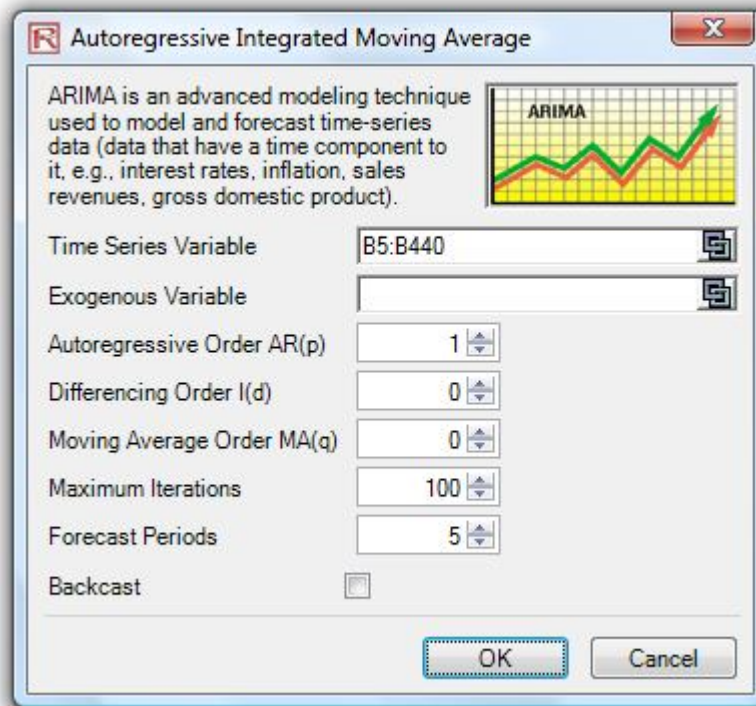 Autoregressive Integrated Moving Average
ARIMA is an advanced modeling technique
used to model and forecast time-series
data (data that have a time component to
it, e.g., interest rates, inflation, sales
revenues, gross domestic product).
ARIMA
Time Series Variable B5:B440
Exogenous Variable
Autoregressive Order AR(p) 1
Differencing Order I(d) 0
Moving Average Order MA(q) 0
Maximum Iterations 100
Forecast Periods 5
Backcast
OK Cancel